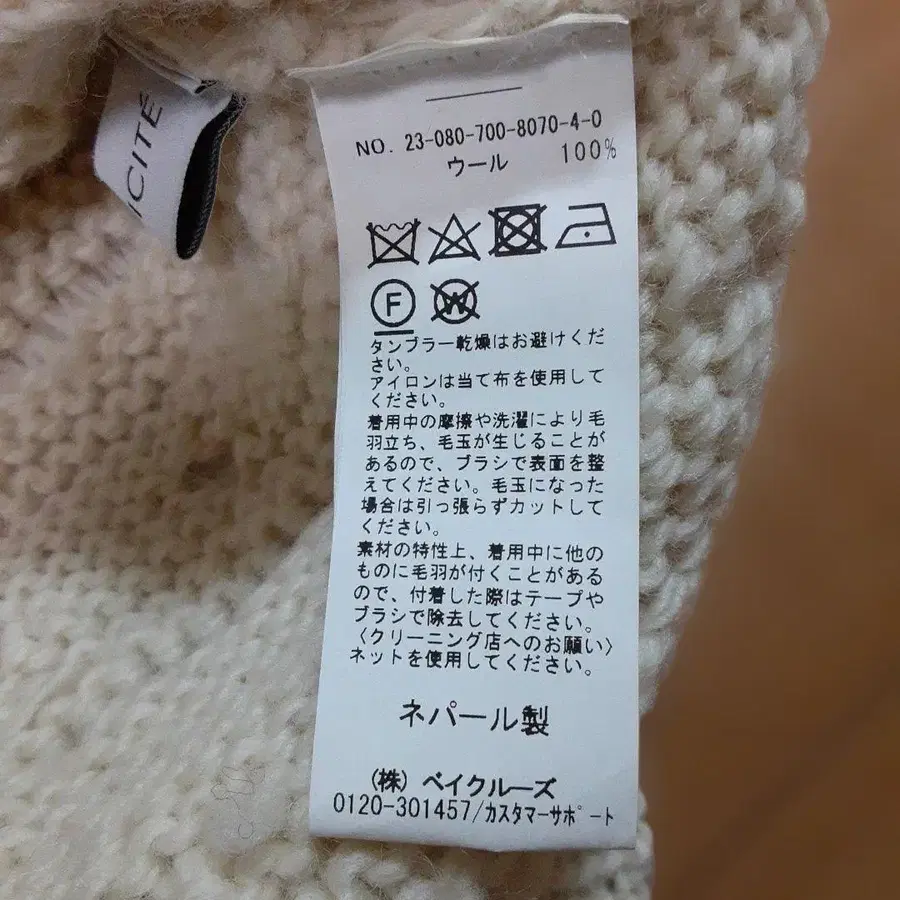 ICITÉ
NO. 23-080-700-8070-4-0
ウール 100%
F
W
タンブラー乾燥はお避けくだ
さい。
アイロンは当て布を使用して
ください。
着用中の摩擦や洗濯により毛
羽立ち、毛玉が生じることが
あるので、ブラシで表面を整
えてください。毛玉になった
場合は引っ張らずカットして
ください。
素材の特性上、着用中に他の
ものに毛羽が付くことがある
ので、付着した際はテープや
ブラシで除去してください。
〈クリーニング店へのお願い〉
ネットを使用してください。
ネパール製
(株) ベイクルーズ
0120-301457/カスタマーサポート